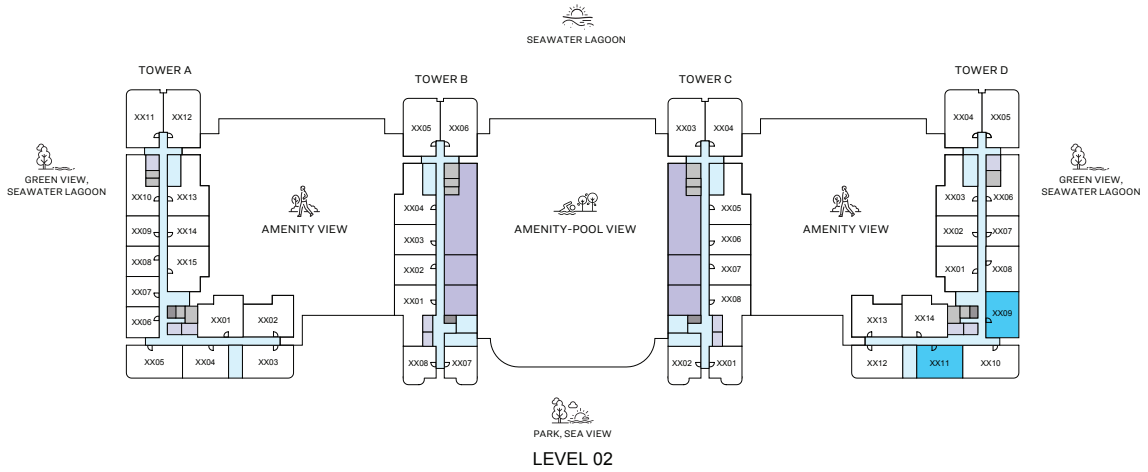 SEAWATER LAGOON
TOWER A
TOWER B
TOWER C
TOWER D
XX11
XX12
XX05
XX06
XX03
XX04
XX04
XX05
GREEN VIEW,
SEAWATER LAGOON
GREEN VIEW,
SEAWATER LAGOON
XX10
XX13
XX04
XX05
XX03
XX06
XX09
XX14
AMENITY VIEW
XX03
AMENITY-POOL VIEW
XX06
AMENITY VIEW
XX02
XX07
XX08
XX15
XX02
XX07
XX01
XX08
XX07
XX01
XX08
XX06
XX01
XX02
XX13
XX14
XX09
XX05
XX04
XX03
XX08
XX07
XX02
XX01
XX12
XX11
XX10
PARK, SEA VIEW
LEVEL 02